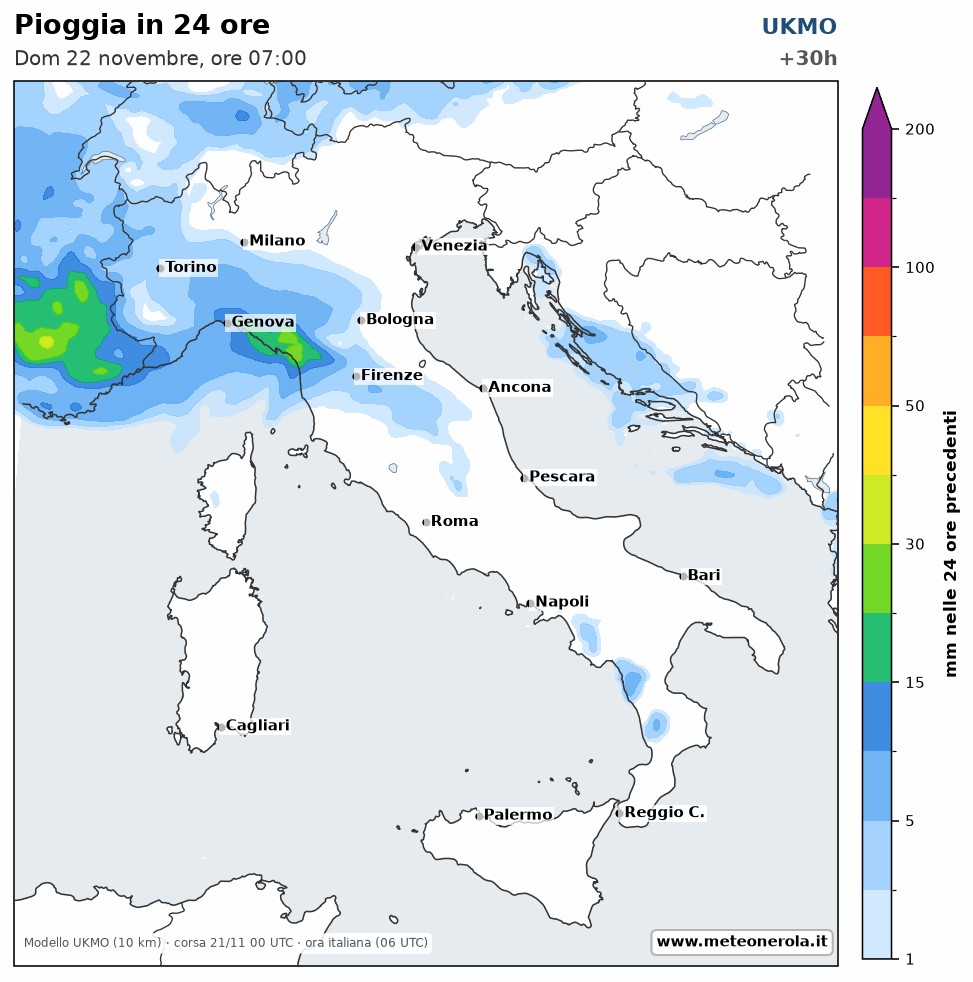 Pioggia in 24 ore
UKMO
Dom 22 novembre, ore 07:00
+30h
200
100
50
30
15
5
1
mm nelle 24 ore precedenti
Milano
Venezia
Torino
Genova
Bologna
Firenze
Ancona
Pescara
Roma
Bari
Napoli
Cagliari
Palermo
Reggio C.
Modello UKMO (10 km) · corsa 21/11 00 UTC · ora italiana (06 UTC)
www.meteonerola.it